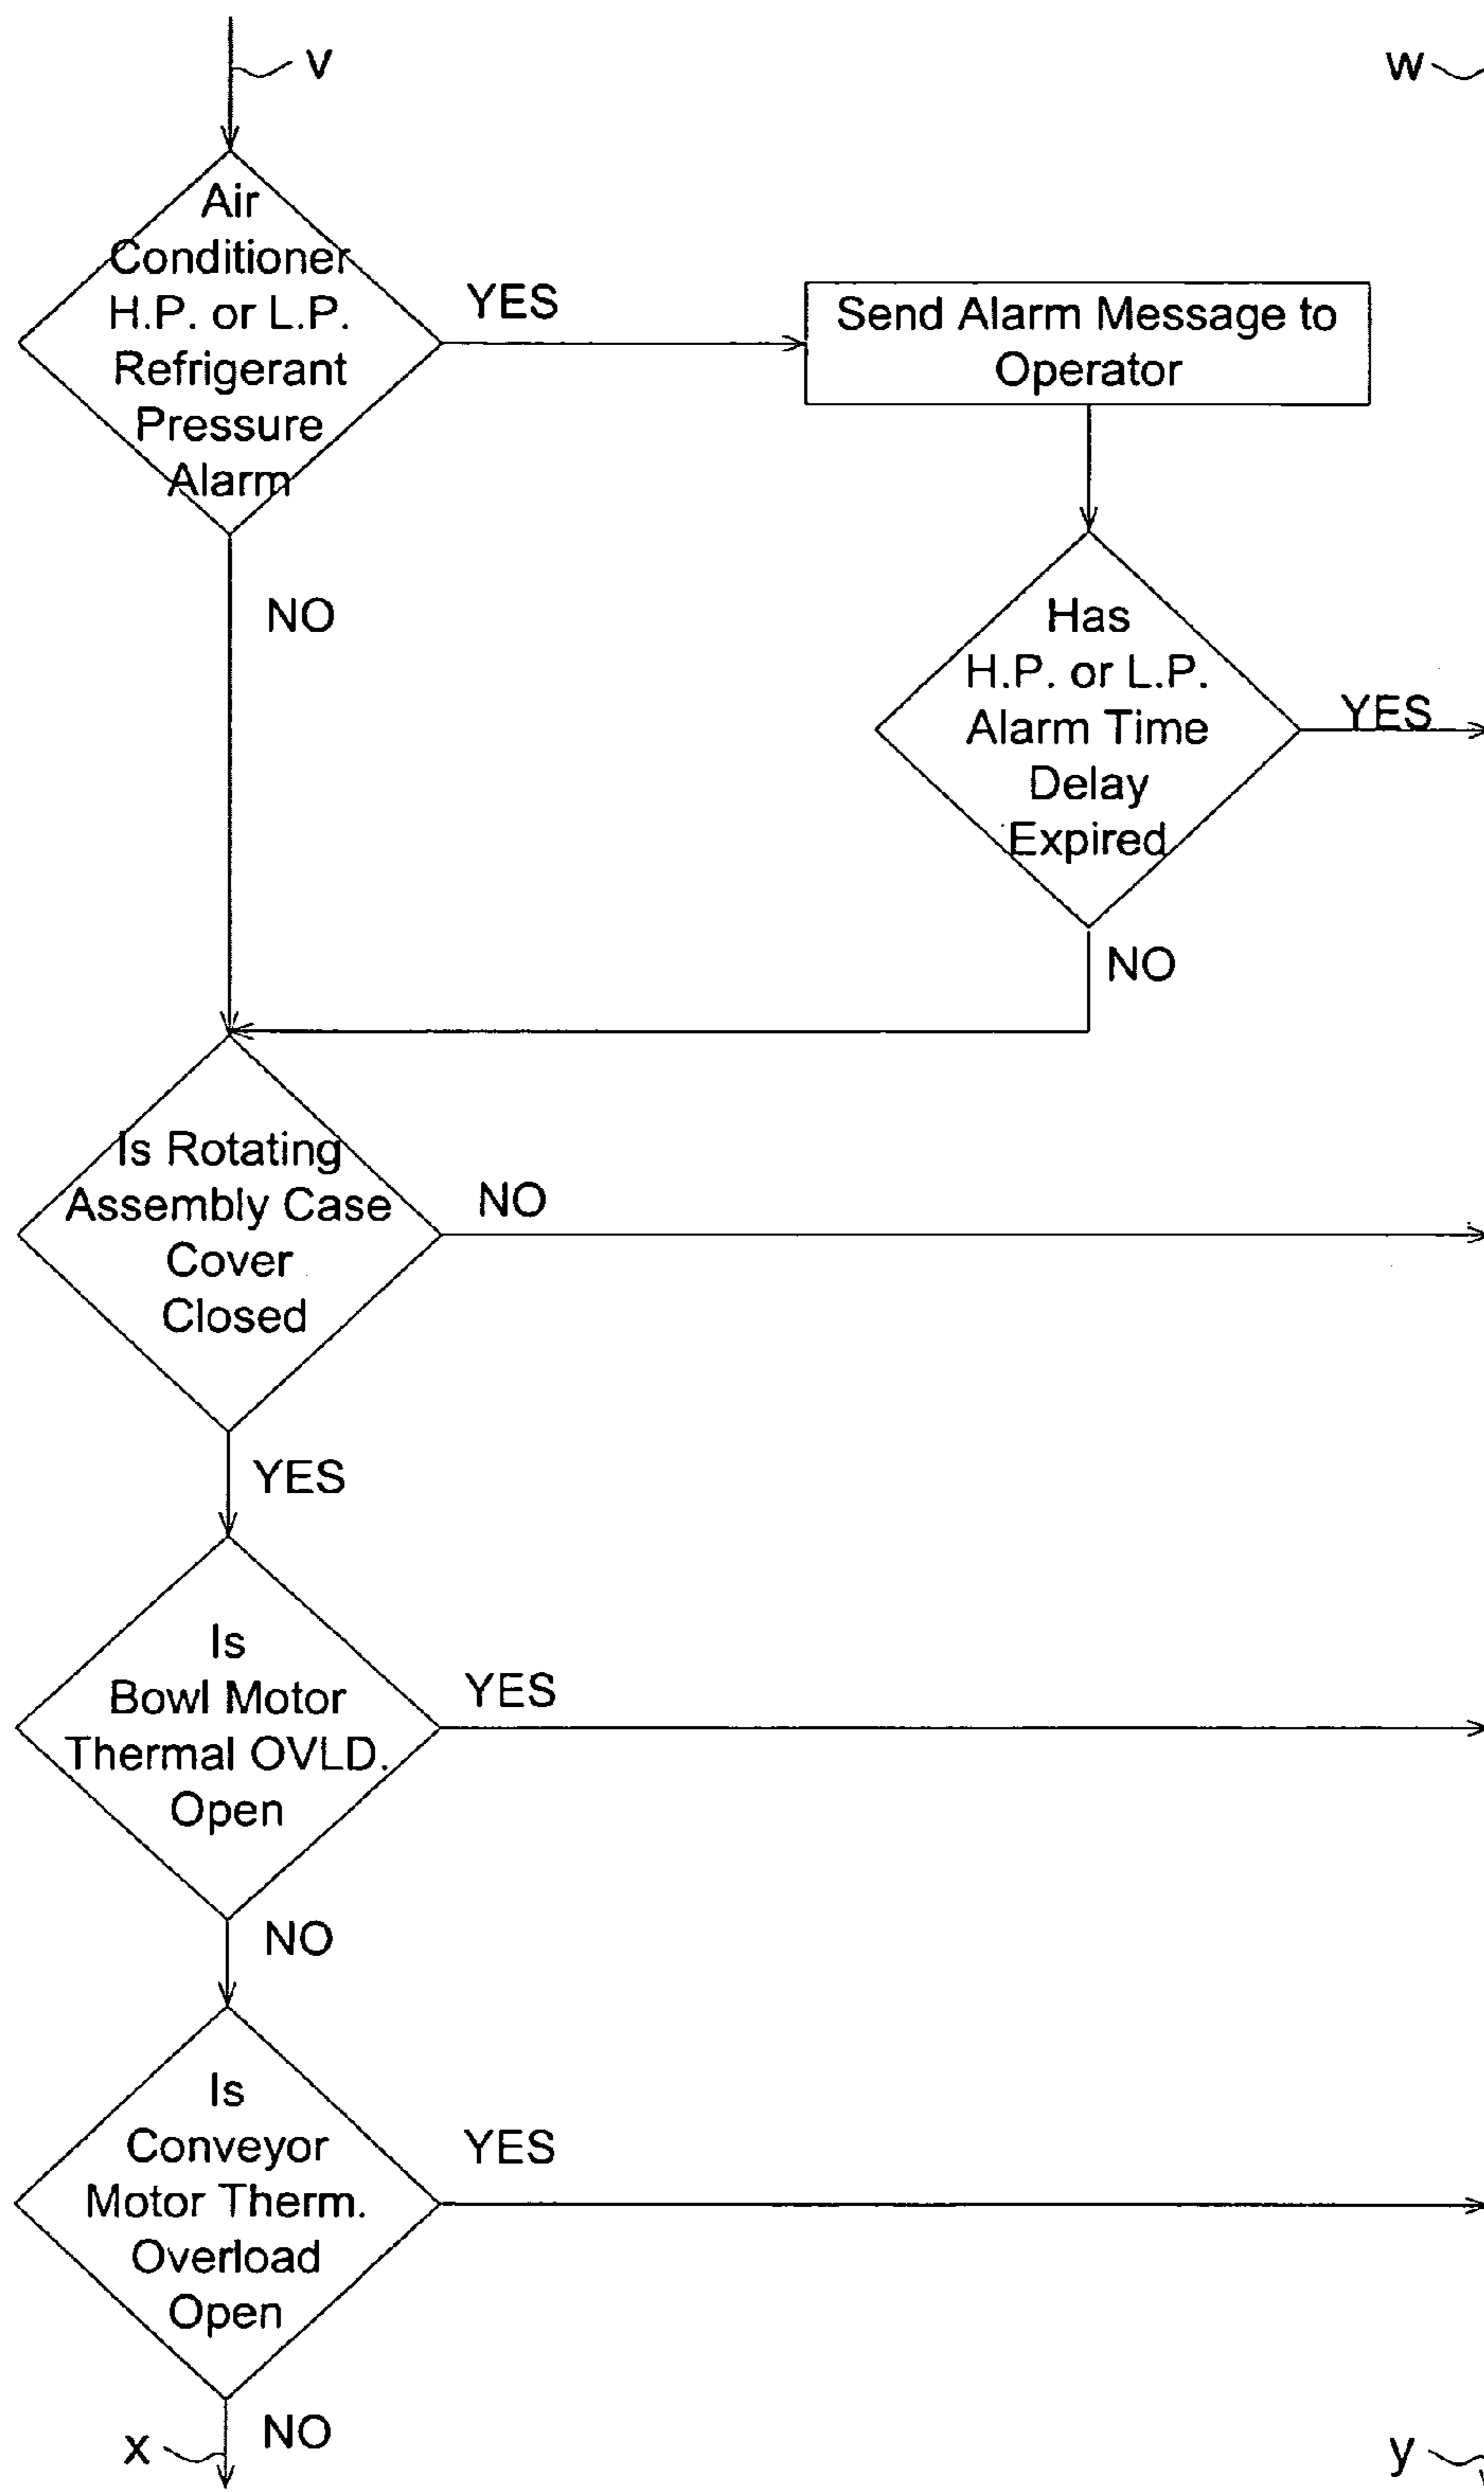 v
w
Air
Conditioner
H.P. or L.P.
Refrigerant
Pressure
Alarm
YES
Send Alarm Message to
Operator
NO
Has
H.P. or L.P.
Alarm Time
Delay
Expired
YES
NO
Is Rotating
Assembly Case
Cover
Closed
NO
YES
Is
Bowl Motor
Thermal OVLD.
Open
YES
NO
Is
Conveyor
Motor Therm.
Overload
Open
YES
NO
x
y